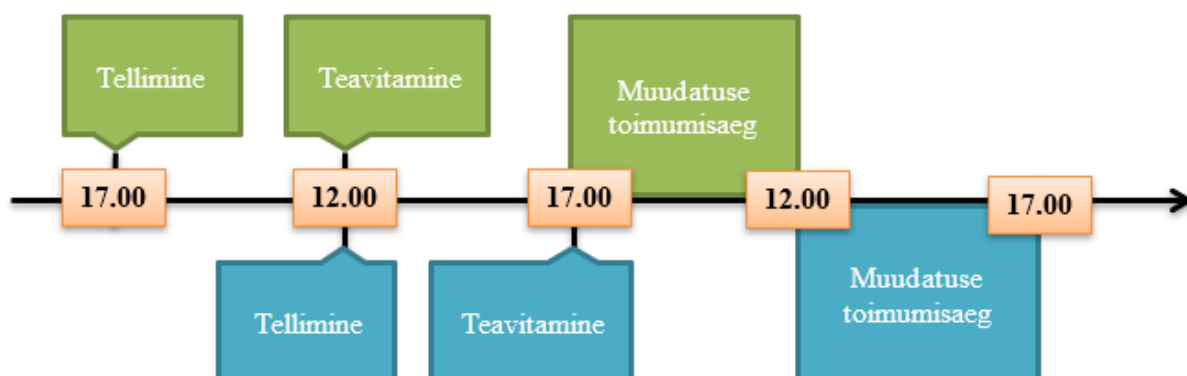 Tellimine
Teavitamine
Muudatuse
toimumisaeg
17.00
12.00
17.00
12.00
17.00
Tellimine
Teavitamine
Muudatuse
toimumisaeg